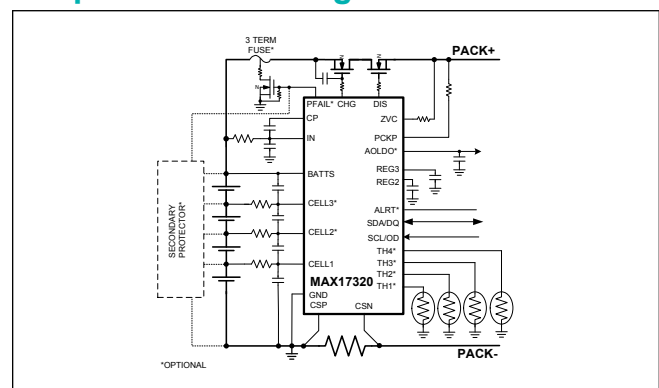 3 TERM
FUSE*
PACK+
N
N
N
PFAIL*
CHG
DIS
CP
IN
ZVC
PCKP
AOLDO*
REG3
REG2
BATTS
CELL3*
CELL2*
CELL1
ALRT*
SDA/DQ
SCL/OD
TH4*
TH3*
TH2*
TH1*
MAX17320
GND
CSP
CSN
SECONDARY
PROTECTOR*
*OPTIONAL
PACK-